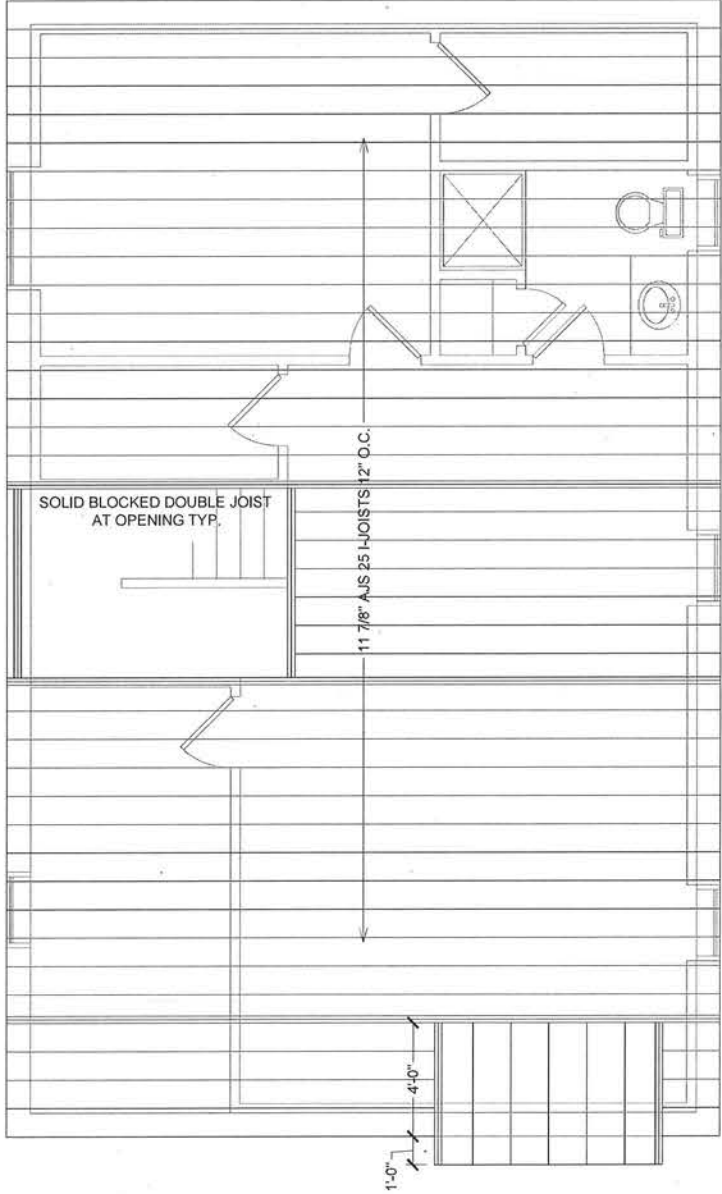 SOLID BLOCKED DOUBLE JOIST
AT OPENING TYP.
11 7/8" AJS 25 I-JOISTS 12" O.C.
4'-0"
1'-0"